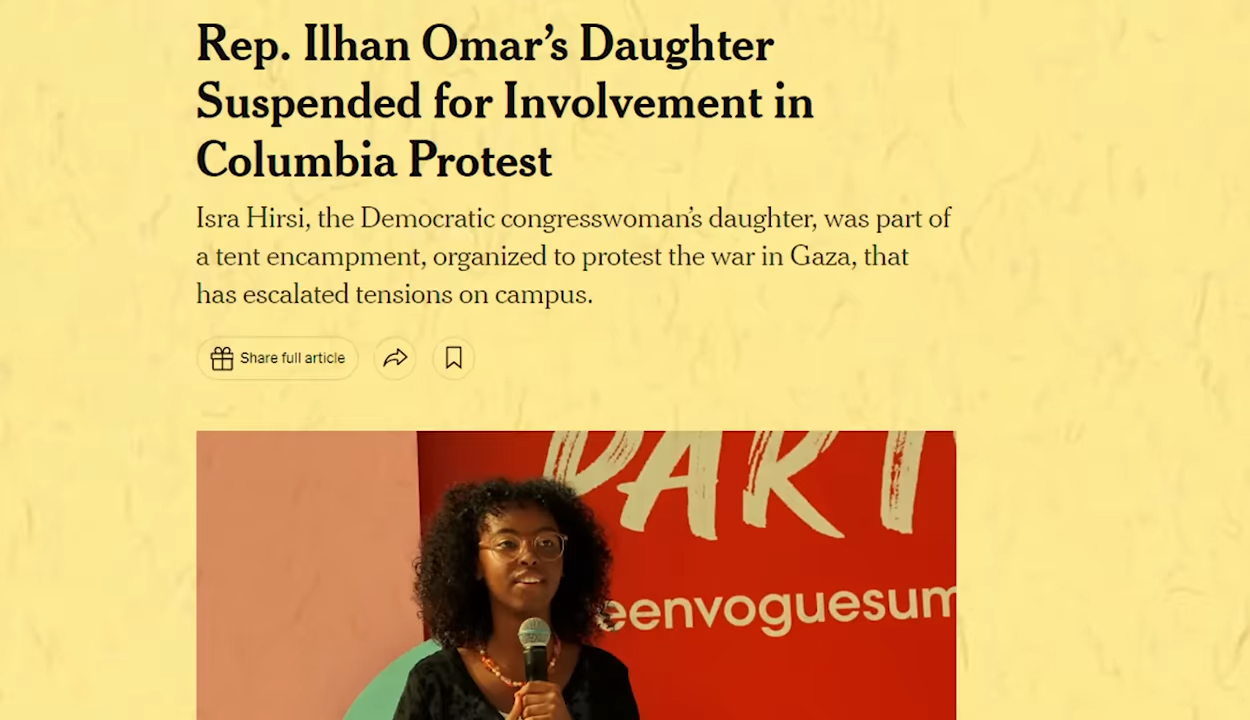 Rep. Ilhan Omar’s Daughter
Suspended for Involvement in
Columbia Protest
Isra Hirsi, the Democratic congresswoman’s daughter, was part of
a tent encampment, organized to protest the war in Gaza, that
has escalated tensions on campus.
Share full article
PART
eenvoguesum